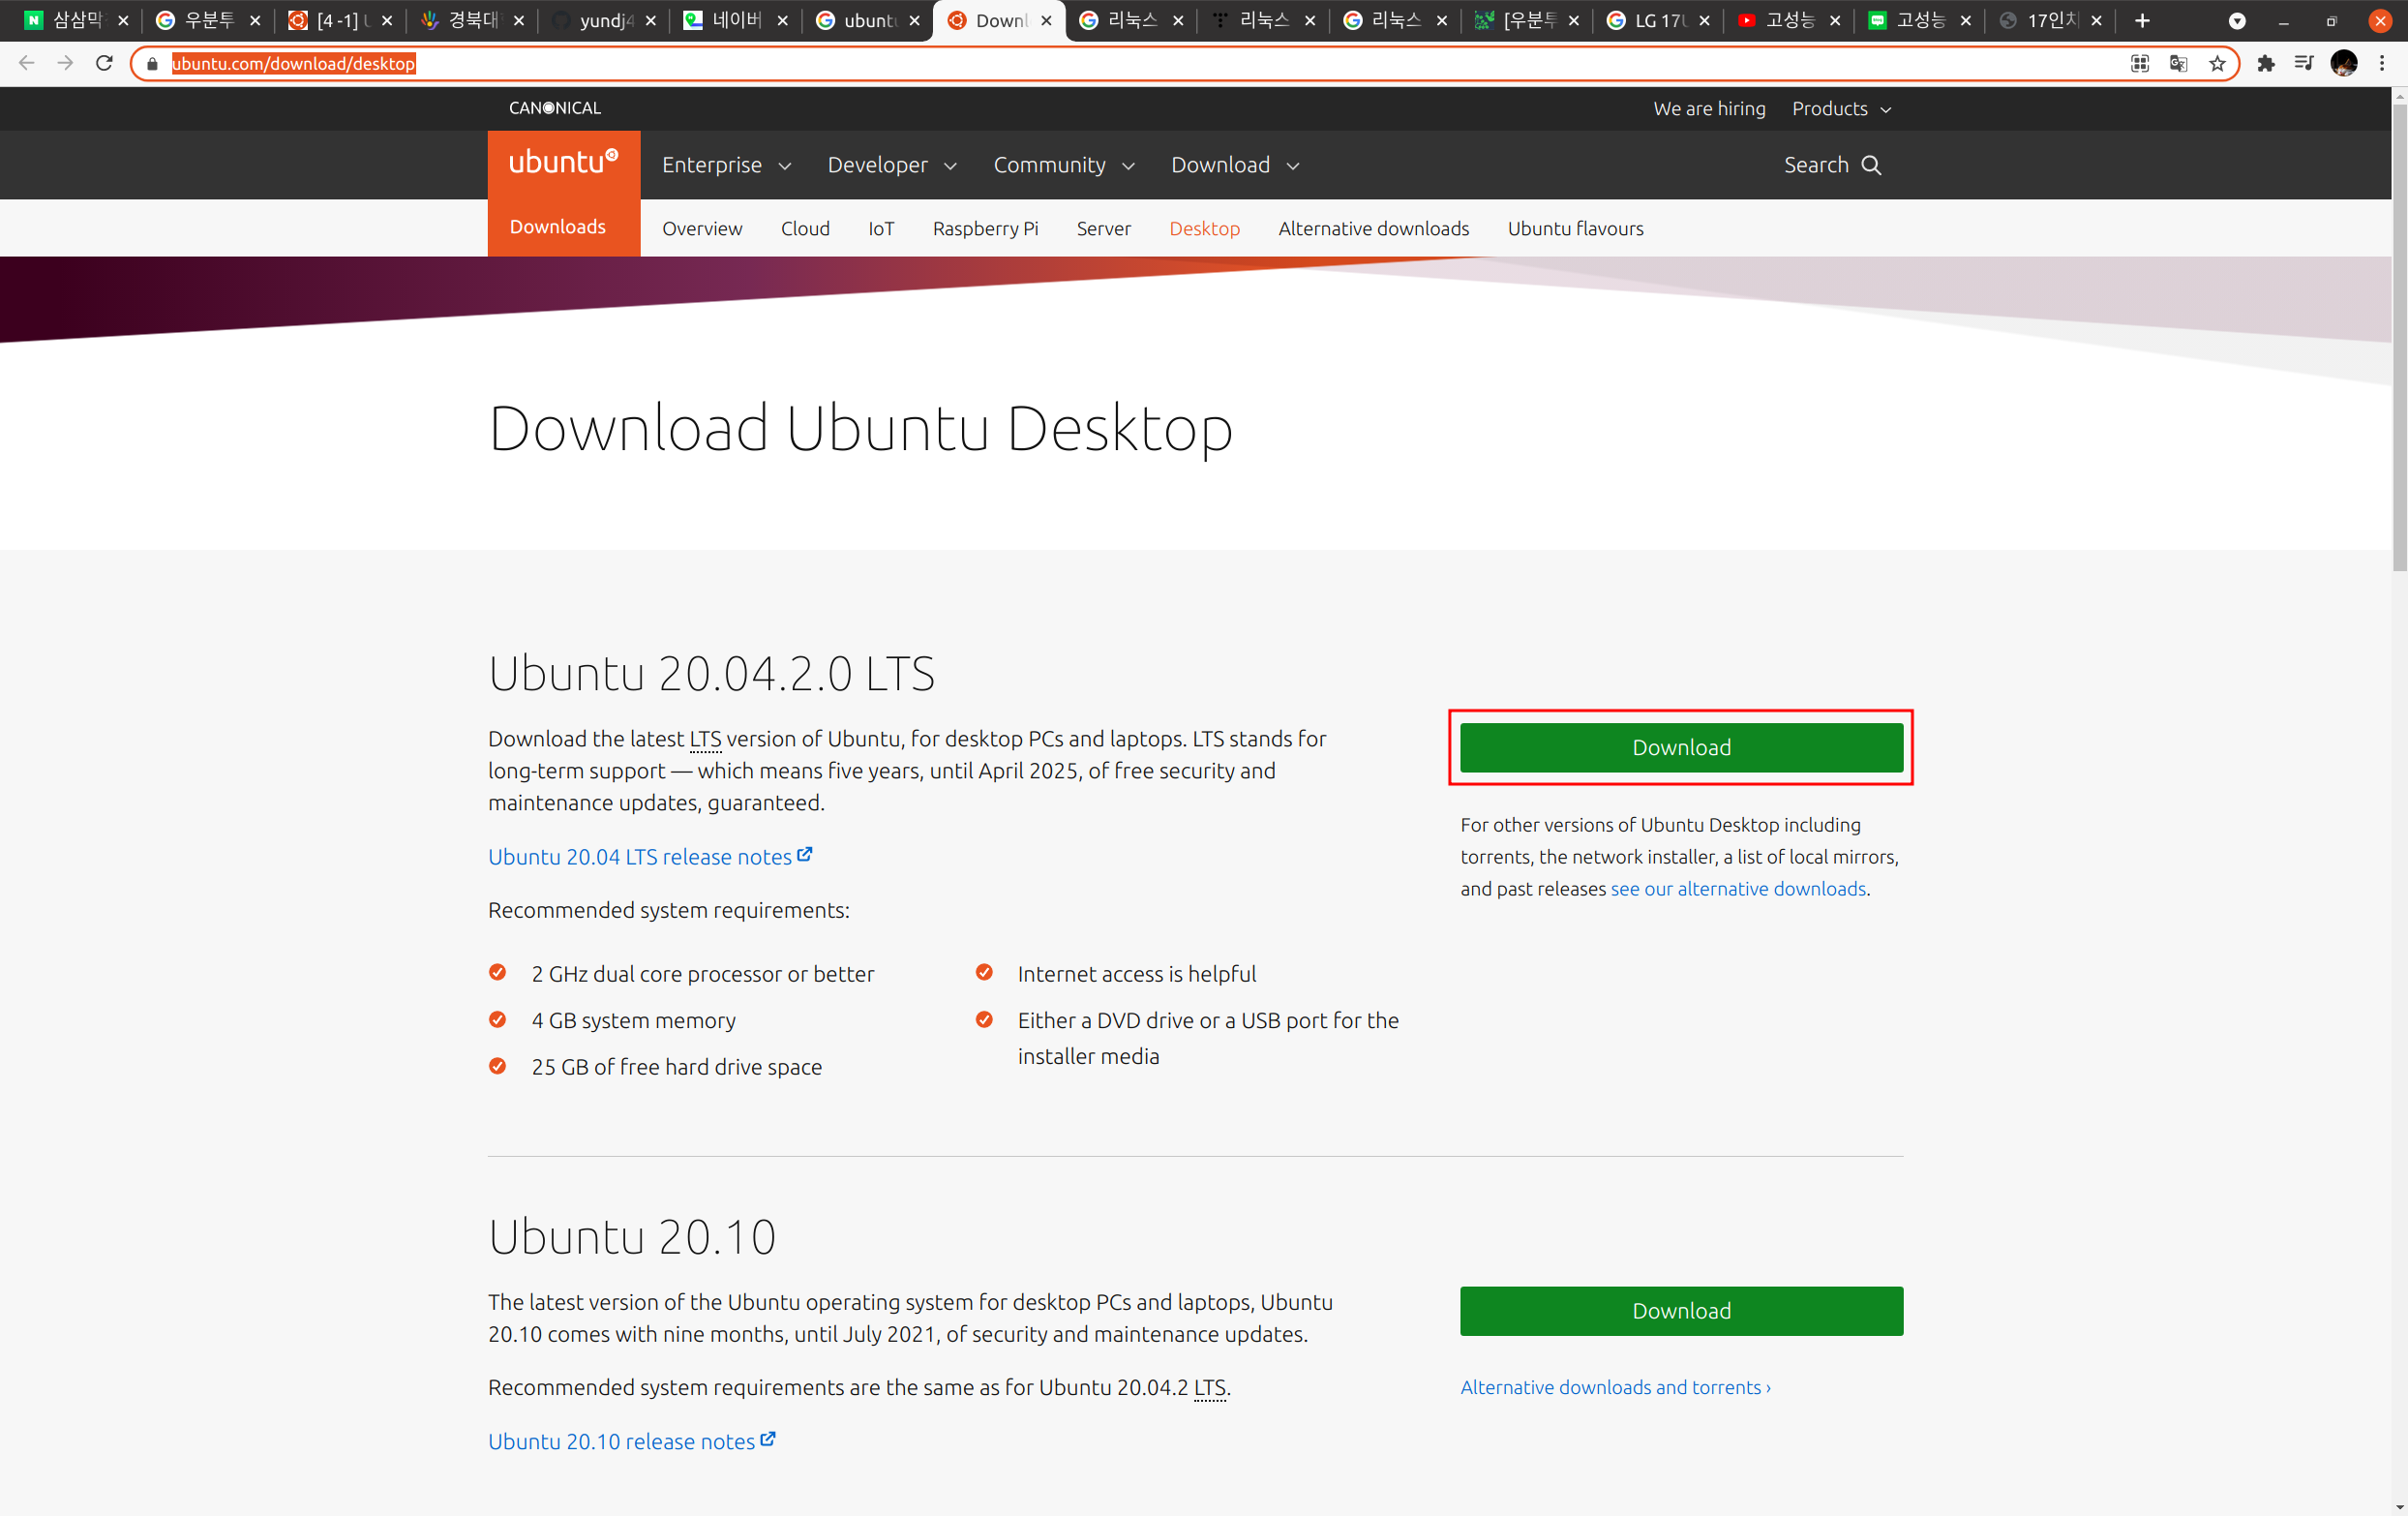 삼삼막
우분투
[4 -1] U
경북대
yundj4
네이버
ubuntu
Downl
리눅스
리눅스
리눅스
[우분투
LG 17U
고성능
고성능
17인치
ubuntu.com/download/desktop
CANONICAL
We are hiring
Products
ubuntu
Enterprise
Developer
Community
Download
Search
Downloads
Overview
Cloud
IoT
Raspberry Pi
Server
Desktop
Alternative downloads
Ubuntu flavours
Download Ubuntu Desktop
Ubuntu 20.04.2.0 LTS
Download the latest LTS version of Ubuntu, for desktop PCs and laptops. LTS stands for
long-term support — which means five years, until April 2025, of free security and
maintenance updates, guaranteed.
Ubuntu 20.04 LTS release notes
Recommended system requirements:
2 GHz dual core processor or better
4 GB system memory
25 GB of free hard drive space
Internet access is helpful
Either a DVD drive or a USB port for the
installer media
Download
For other versions of Ubuntu Desktop including
torrents, the network installer, a list of local mirrors,
and past releases see our alternative downloads.
Ubuntu 20.10
The latest version of the Ubuntu operating system for desktop PCs and laptops, Ubuntu
20.10 comes with nine months, until July 2021, of security and maintenance updates.
Recommended system requirements are the same as for Ubuntu 20.04.2 LTS.
Ubuntu 20.10 release notes
Download
Alternative downloads and torrents ›